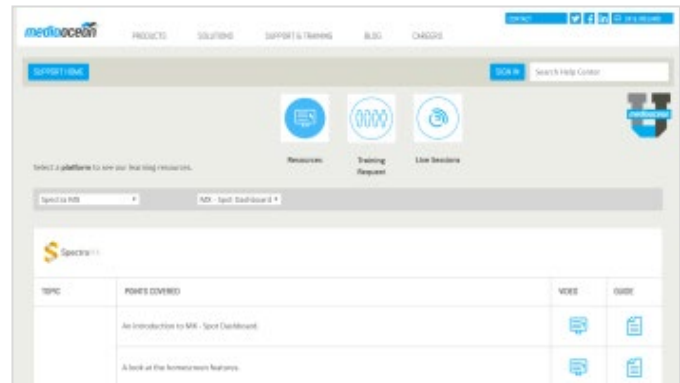 CONTACT
mediaocean PRODUCTS SOLUTIONS SUPPORT & TRAINING BLOG CAREERS
SUPPORT HOME SIGN IN Search Help Center
mediaocean
Resources Training Request Live Sessions
Select a platform to see our learning resources.
Spectra MX MX - Spot Dashboard
Spectra
TOPIC POINTS COVERED VIDEO GUIDE
An introduction to MX - Spot Dashboard.
A look at the homescreen features.